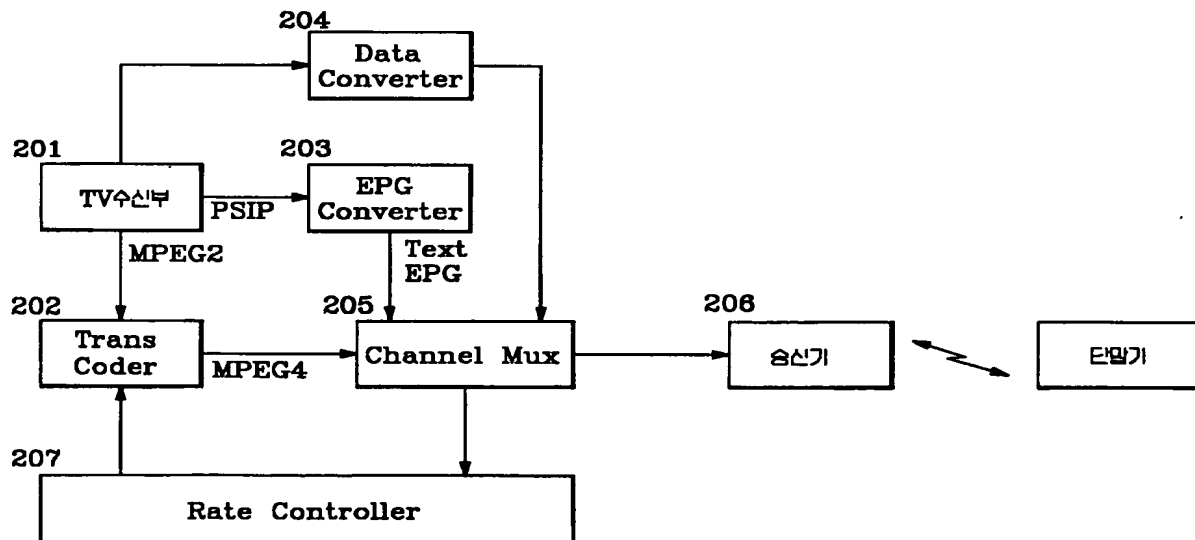 204
Data
Converter
201
TV수신부
203
EPG
Converter
PSIP
MPEG2
Text
EPG
202
Trans
Coder
MPEG4
205
Channel Mux
206
송신기
단말기
207
Rate Controller